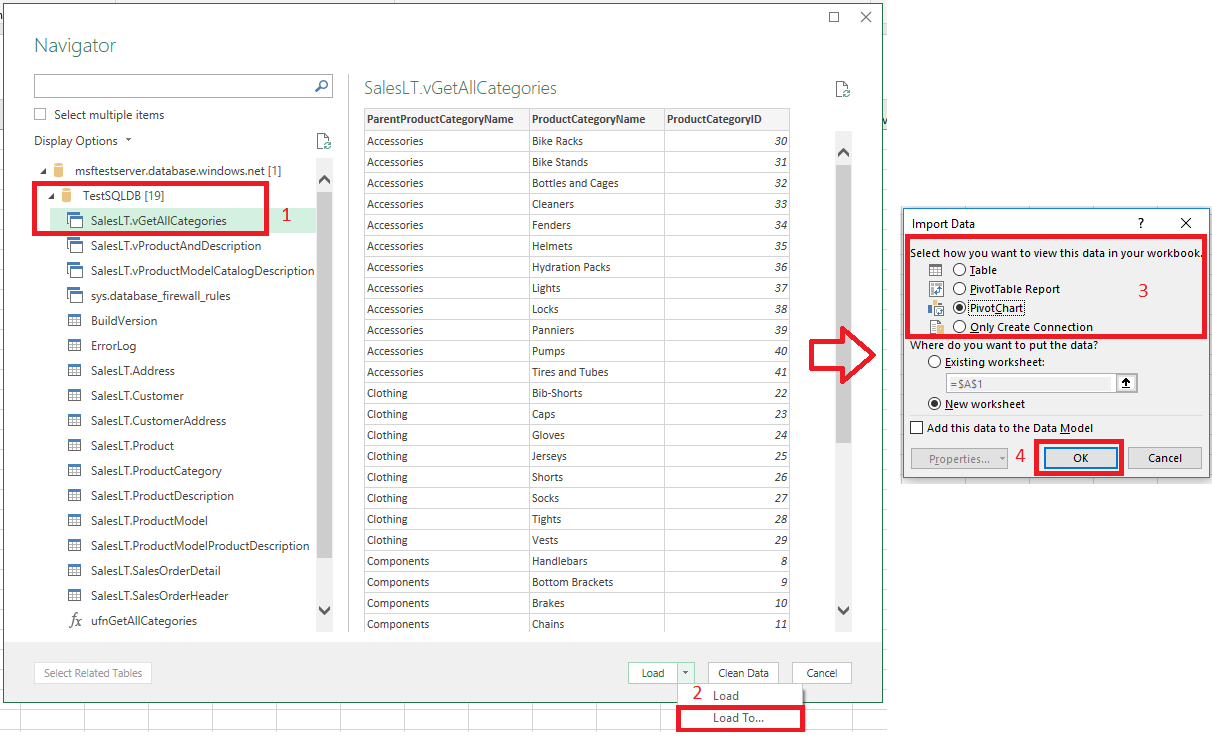 Navigator
Select multiple items
Display Options
msftestserver.database.windows.net [1]
TestSQLDB [19]
1
SalesLT.vGetAllCategories
SalesLT.vProductAndDescription
SalesLT.vProductModelCatalogDescription
sys.database_firewall_rules
BuildVersion
ErrorLog
SalesLT.Address
SalesLT.Customer
SalesLT.CustomerAddress
SalesLT.Product
SalesLT.ProductCategory
SalesLT.ProductDescription
SalesLT.ProductModel
SalesLT.ProductModelProductDescription
SalesLT.SalesOrderDetail
SalesLT.SalesOrderHeader
fx ufnGetAllCategories
SalesLT.vGetAllCategories
ParentProductCategoryName ProductCategoryName ProductCategoryID
Accessories Bike Racks 30
Accessories Bike Stands 31
Accessories Bottles and Cages 32
Accessories Cleaners 33
Accessories Fenders 34
Accessories Helmets 35
Accessories Hydration Packs 36
Accessories Lights 37
Accessories Locks 38
Accessories Panniers 39
Accessories Pumps 40
Accessories Tires and Tubes 41
Clothing Bib-Shorts 22
Clothing Caps 23
Clothing Gloves 24
Clothing Jerseys 25
Clothing Shorts 26
Clothing Socks 27
Clothing Tights 28
Clothing Vests 29
Components Handlebars 8
Components Bottom Brackets 9
Components Brakes 10
Components Chains 11
Select Related Tables
Load Clean Data Cancel
2 Load
Load To...
Import Data ?
Select how you want to view this data in your workbook.
Table
PivotTable Report
3
PivotChart
Only Create Connection
Where do you want to put the data?
Existing worksheet:
=$A$1
New worksheet
Add this data to the Data Model
Properties... 4 OK Cancel